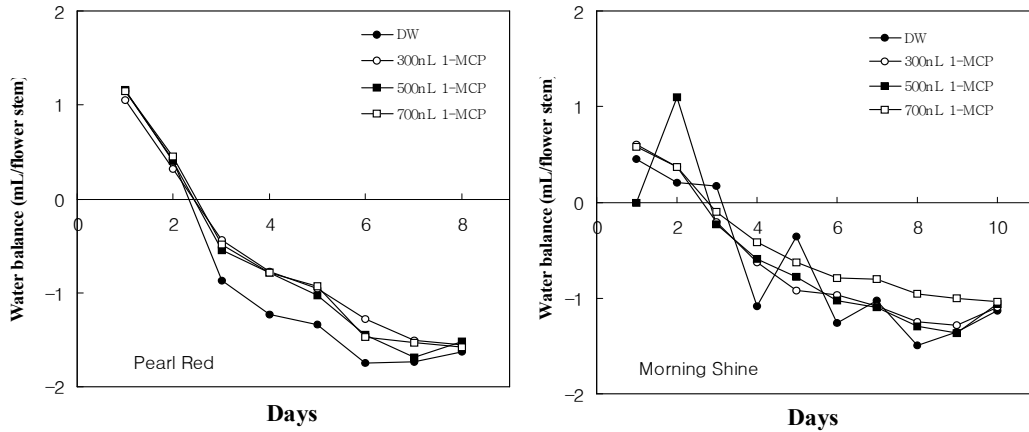 2
1
0
−1
−2
0
2
4
6
8
Water balance (mL/flower stem)
DW
300nL 1-MCP
500nL 1-MCP
700nL 1-MCP
Pearl Red
Days
2
1
0
−1
−2
0
2
4
6
8
10
Water balance (mL/flower stem)
DW
300nL 1-MCP
500nL 1-MCP
700nL 1-MCP
Morning Shine
Days